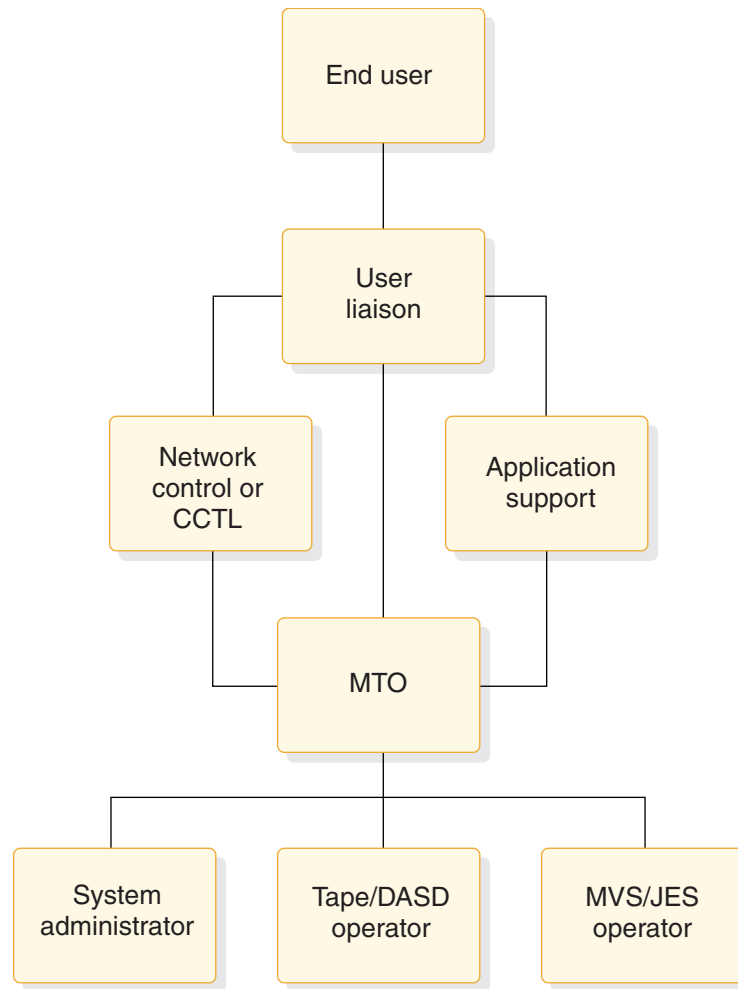 End user
User
liaison
Network
control or
CCTL
Application
support
MTO
System
administrator
Tape/DASD
operator
MVS/JES
operator